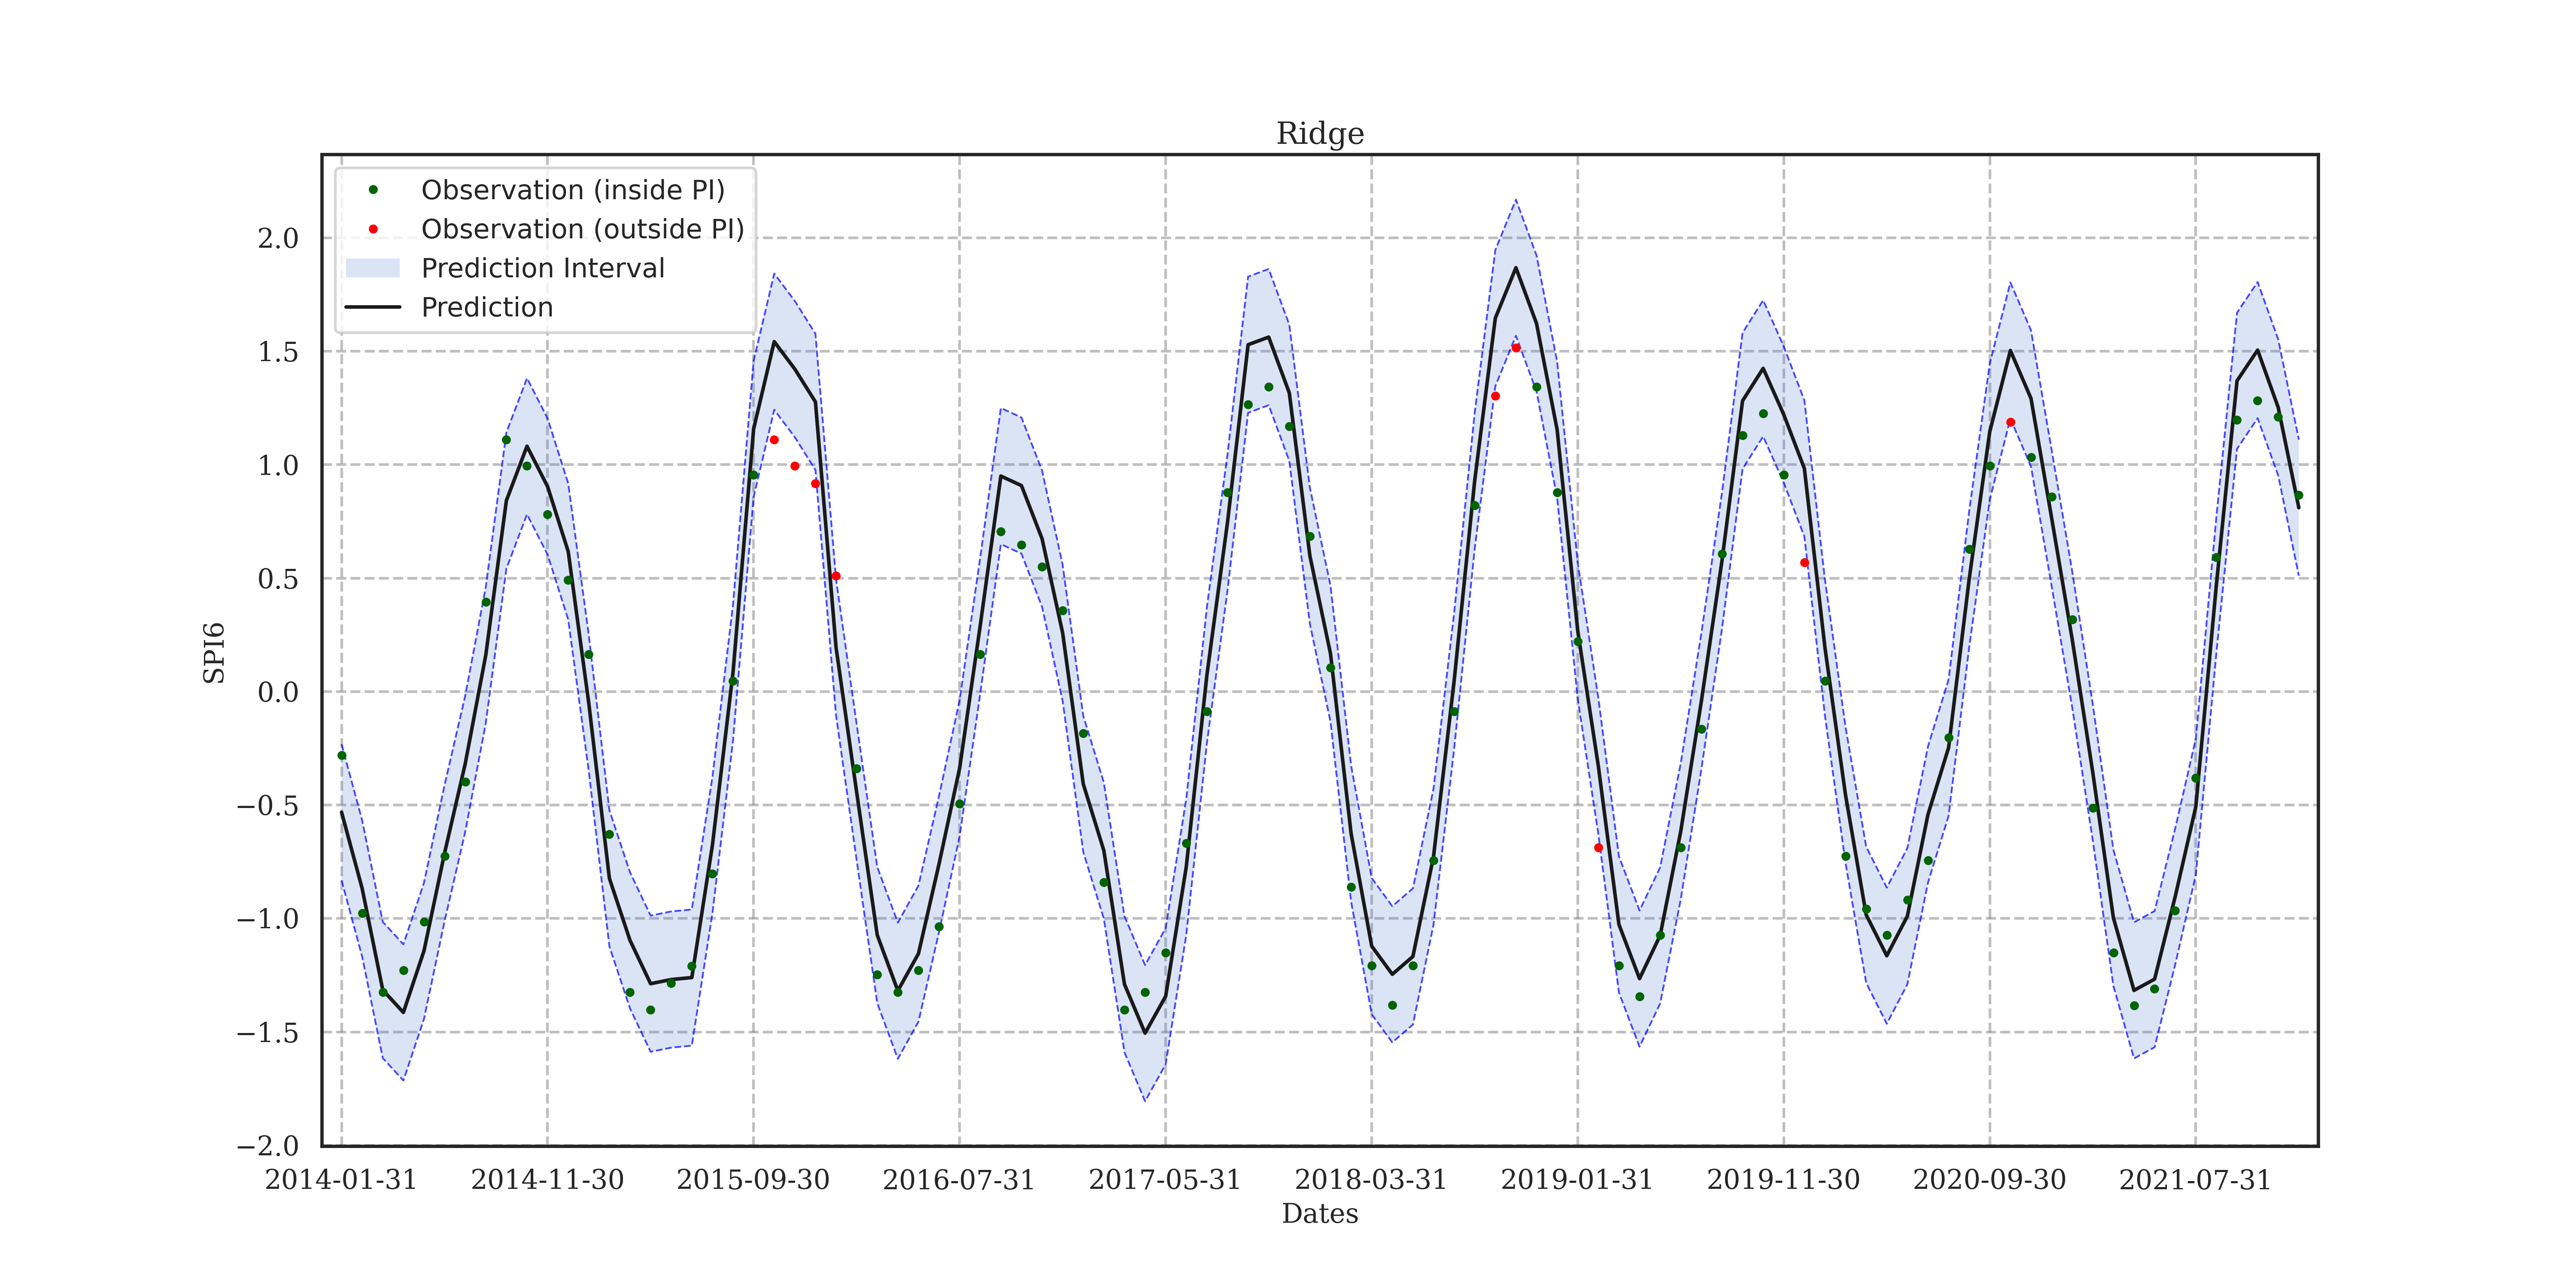 Ridge
Observation (inside PI)
Observation (outside PI)
Prediction Interval
Prediction
2.0
1.5
1.0
0.5
0.0
−0.5
−1.0
−1.5
−2.0
SPI6
2014-01-31 2014-11-30 2015-09-30 2016-07-31 2017-05-31 2018-03-31 2019-01-31 2019-11-30 2020-09-30 2021-07-31
Dates